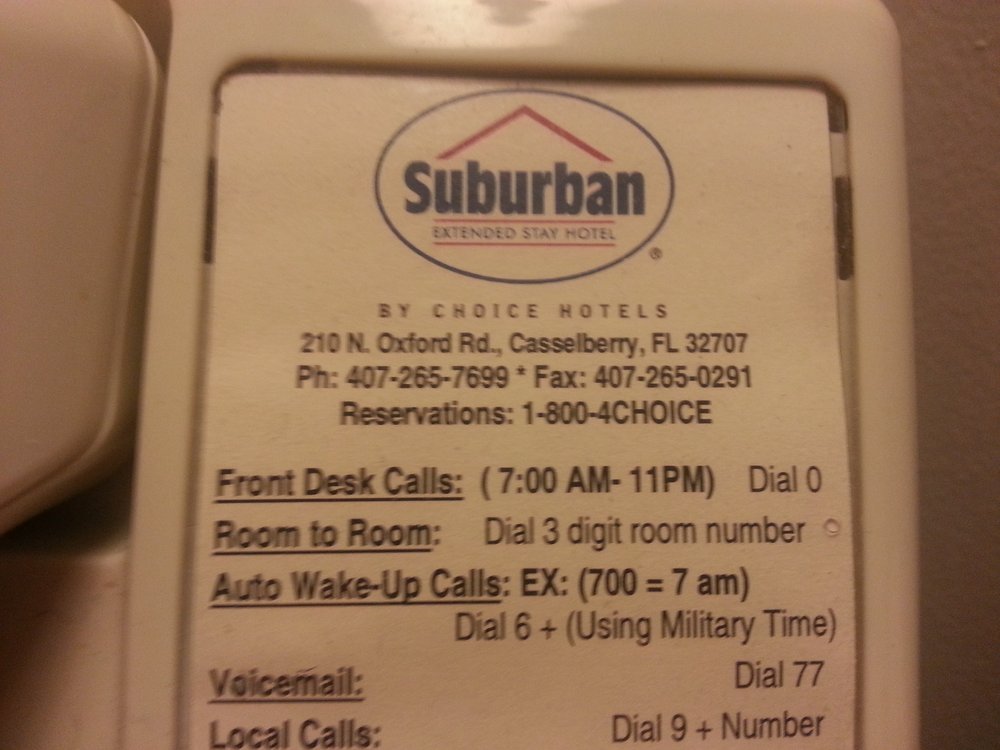 Suburban
EXTENDED STAY HOTEL
®
BY CHOICE HOTELS
210 N. Oxford Rd., Casselberry, FL 32707
Ph: 407-265-7699 * Fax: 407-265-0291
Reservations: 1-800-4CHOICE
Front Desk Calls: ( 7:00 AM- 11PM) Dial 0
Room to Room: Dial 3 digit room number
Auto Wake-Up Calls: EX: (700 = 7 am)
Dial 6 + (Using Military Time)
Voicemail: Dial 77
Local Calls: Dial 9 + Number